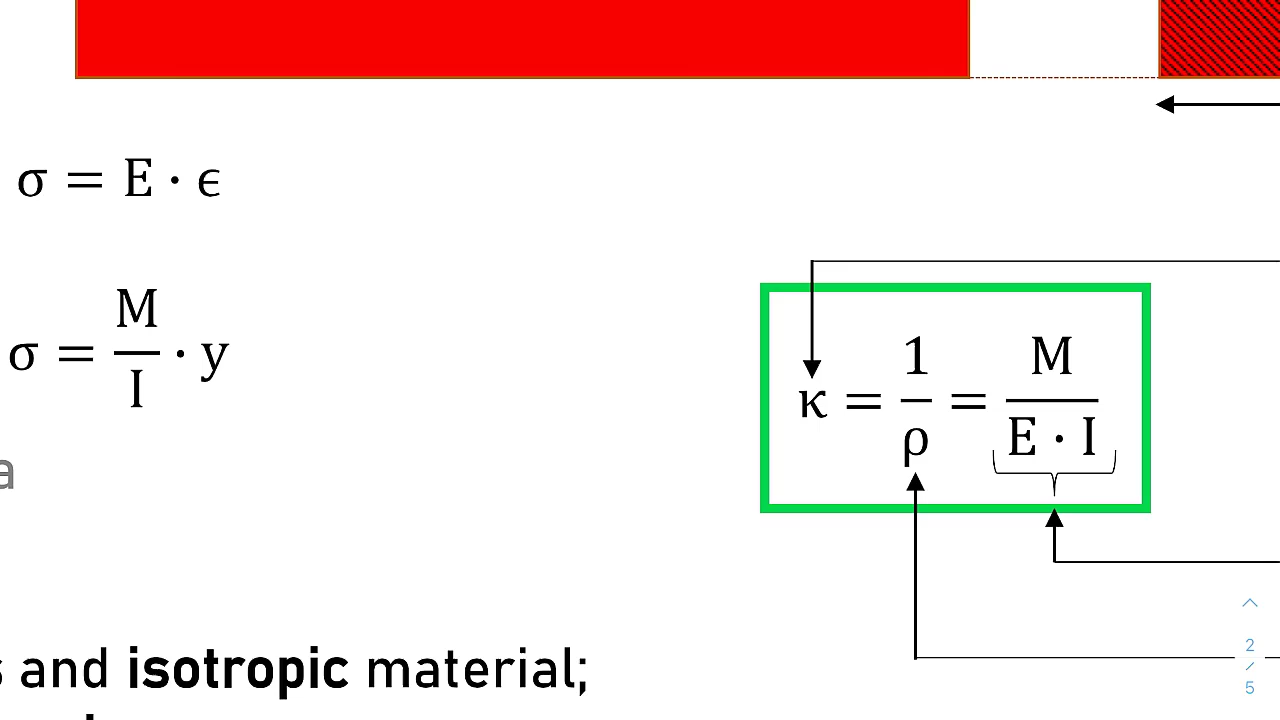 σ = E · ϵ
σ = M/I · y
κ = 1/ρ = M/(E · I)
a
s and isotropic material;
2
/
5